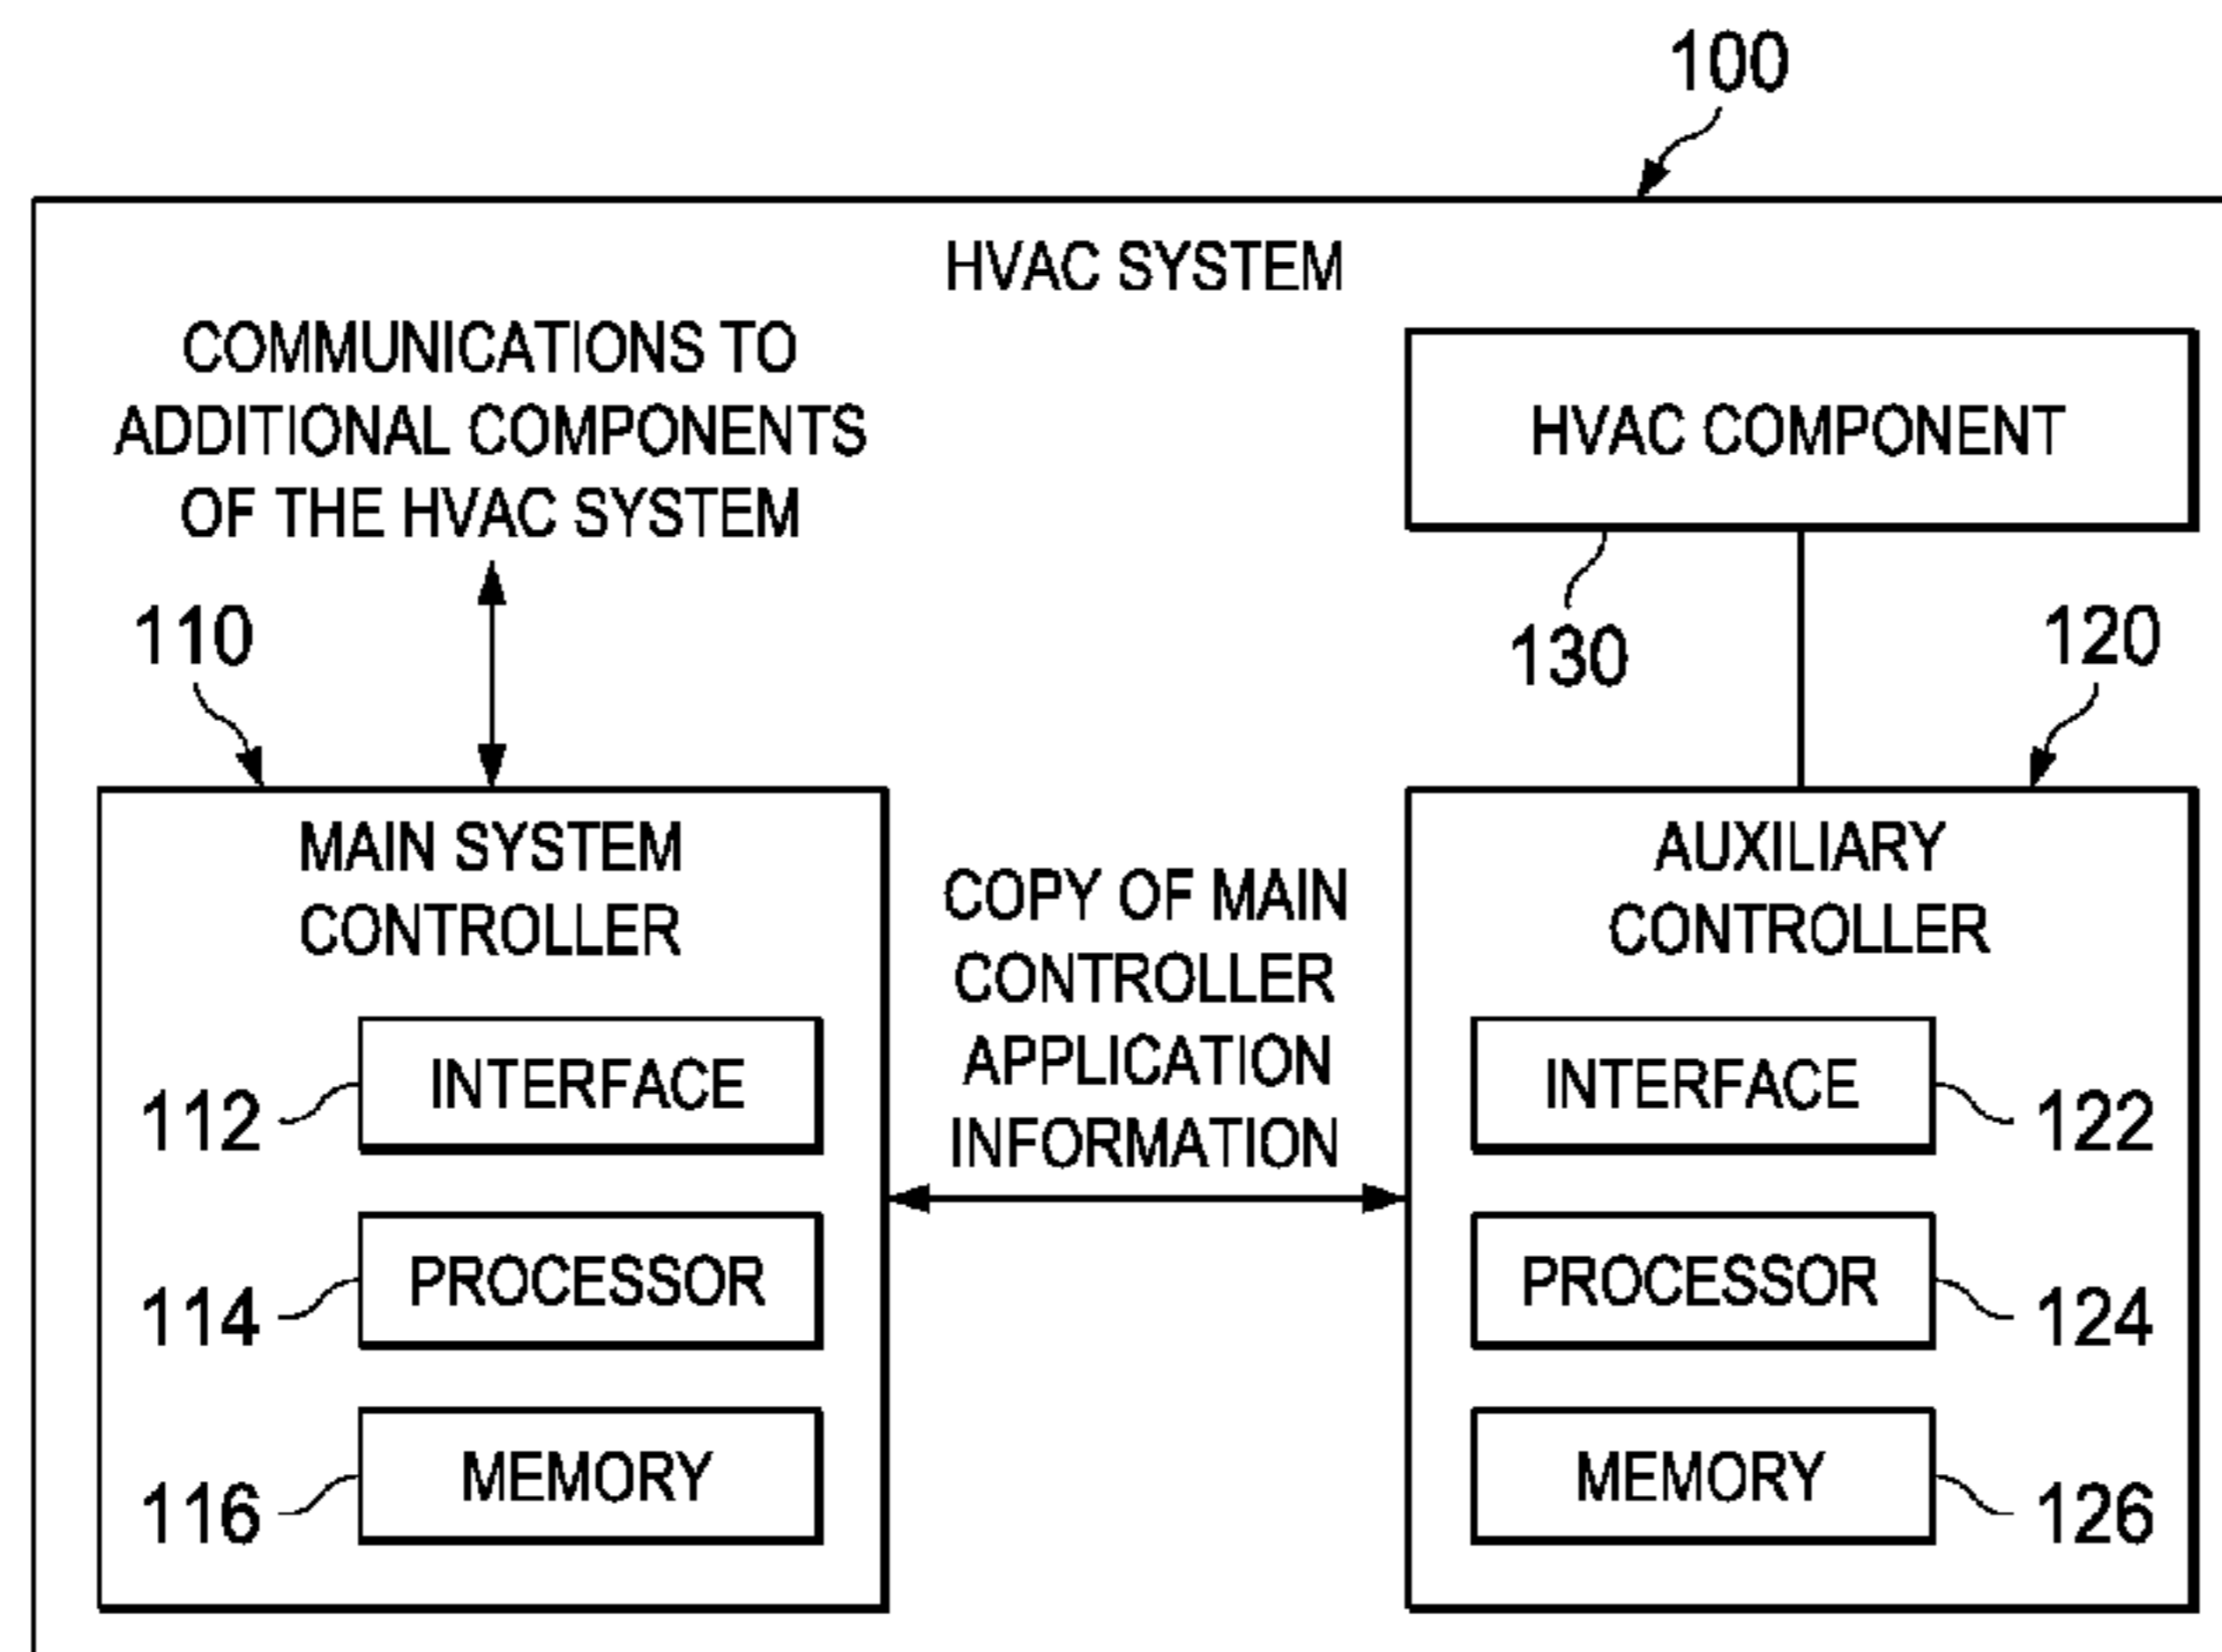 100
HVAC SYSTEM
COMMUNICATIONS TO
ADDITIONAL COMPONENTS
OF THE HVAC SYSTEM
HVAC COMPONENT
130
110
120
MAIN SYSTEM
CONTROLLER
112
INTERFACE
114
PROCESSOR
116
MEMORY
COPY OF MAIN
CONTROLLER
APPLICATION
INFORMATION
AUXILIARY
CONTROLLER
INTERFACE
122
PROCESSOR
124
MEMORY
126